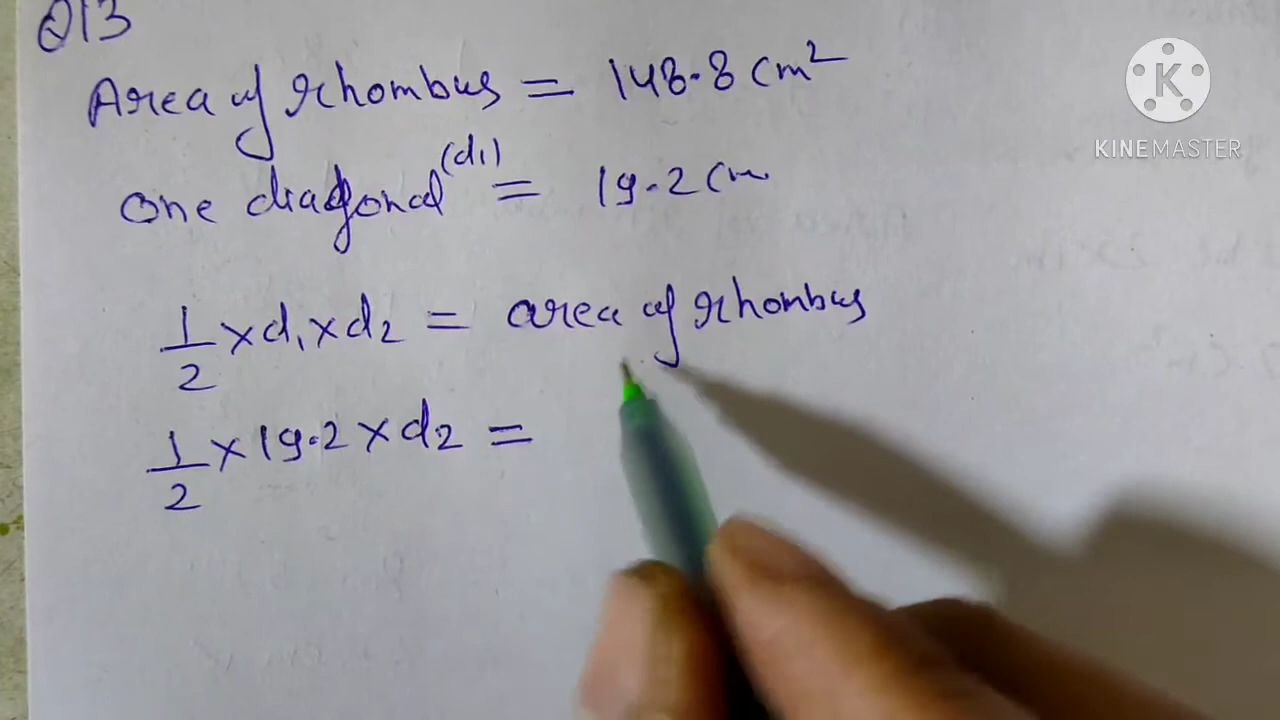 Q13
Area of rhombus = 148.8 cm²
K
KINEMASTER
One diagonal (d₁) = 19.2 cm
1/2 × d₁ × d₂ = area of rhombus
1/2 × 19.2 × d₂ =